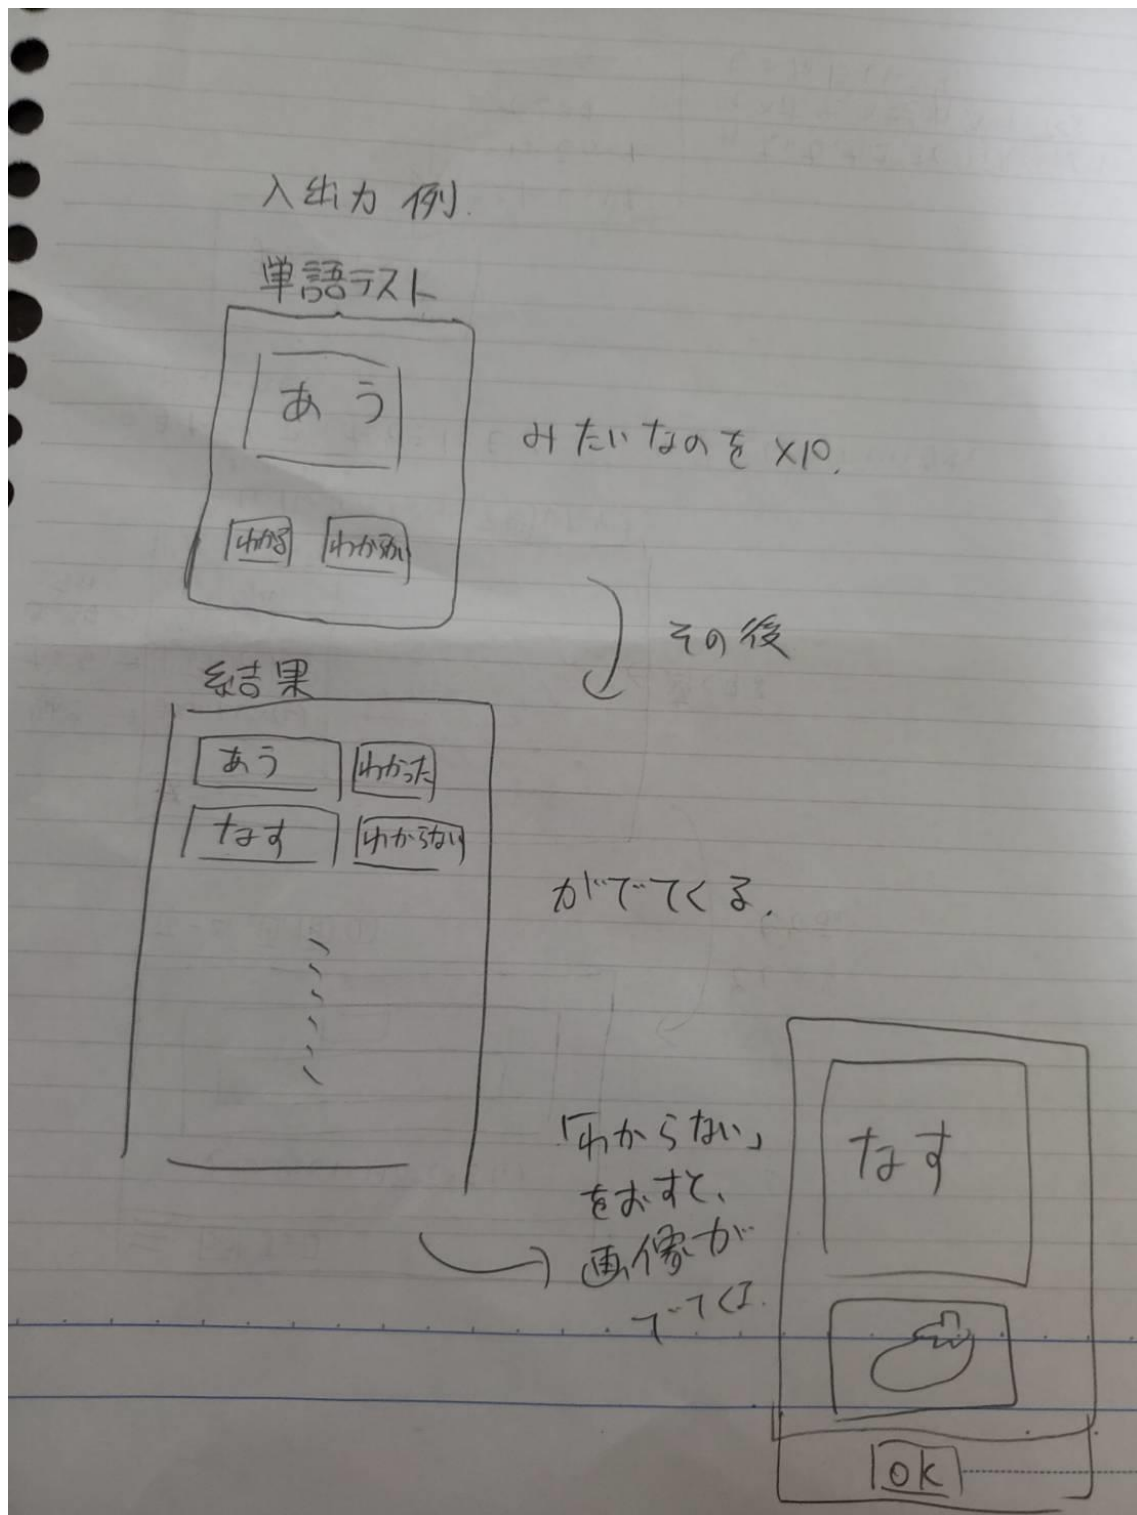 入出力例.
単語テスト
あう
みたいなのを×10.
わかる わからない
その後
結果
あう わかった
なす わからない
がでてくる.
「わからない」
をおすと、
画像が
でてくる.
なす
OK